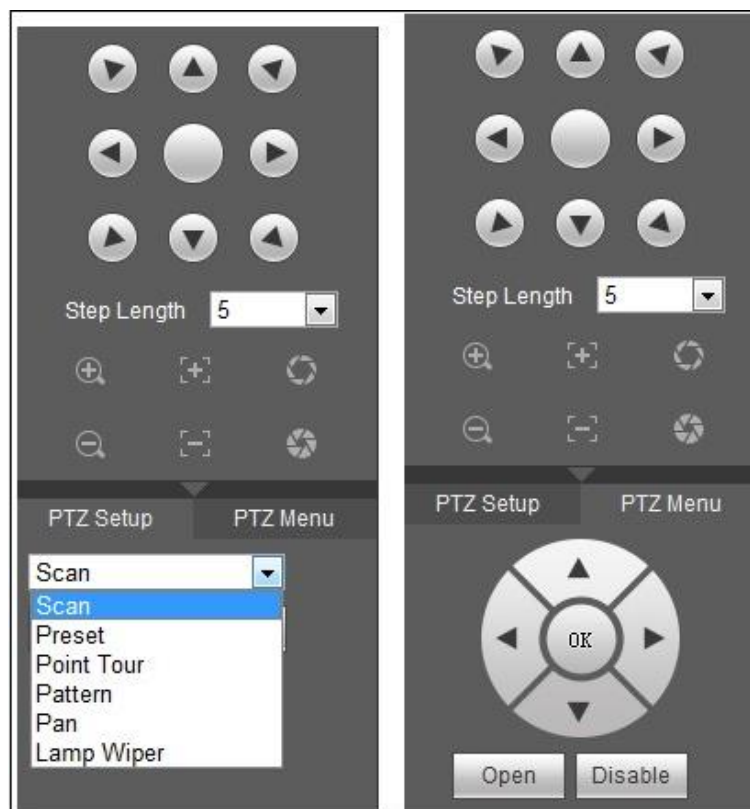 Step Length 5
PTZ Setup PTZ Menu
Scan
Scan
Preset
Point Tour
Pattern
Pan
Lamp Wiper
Step Length 5
PTZ Setup PTZ Menu
OK
Open Disable